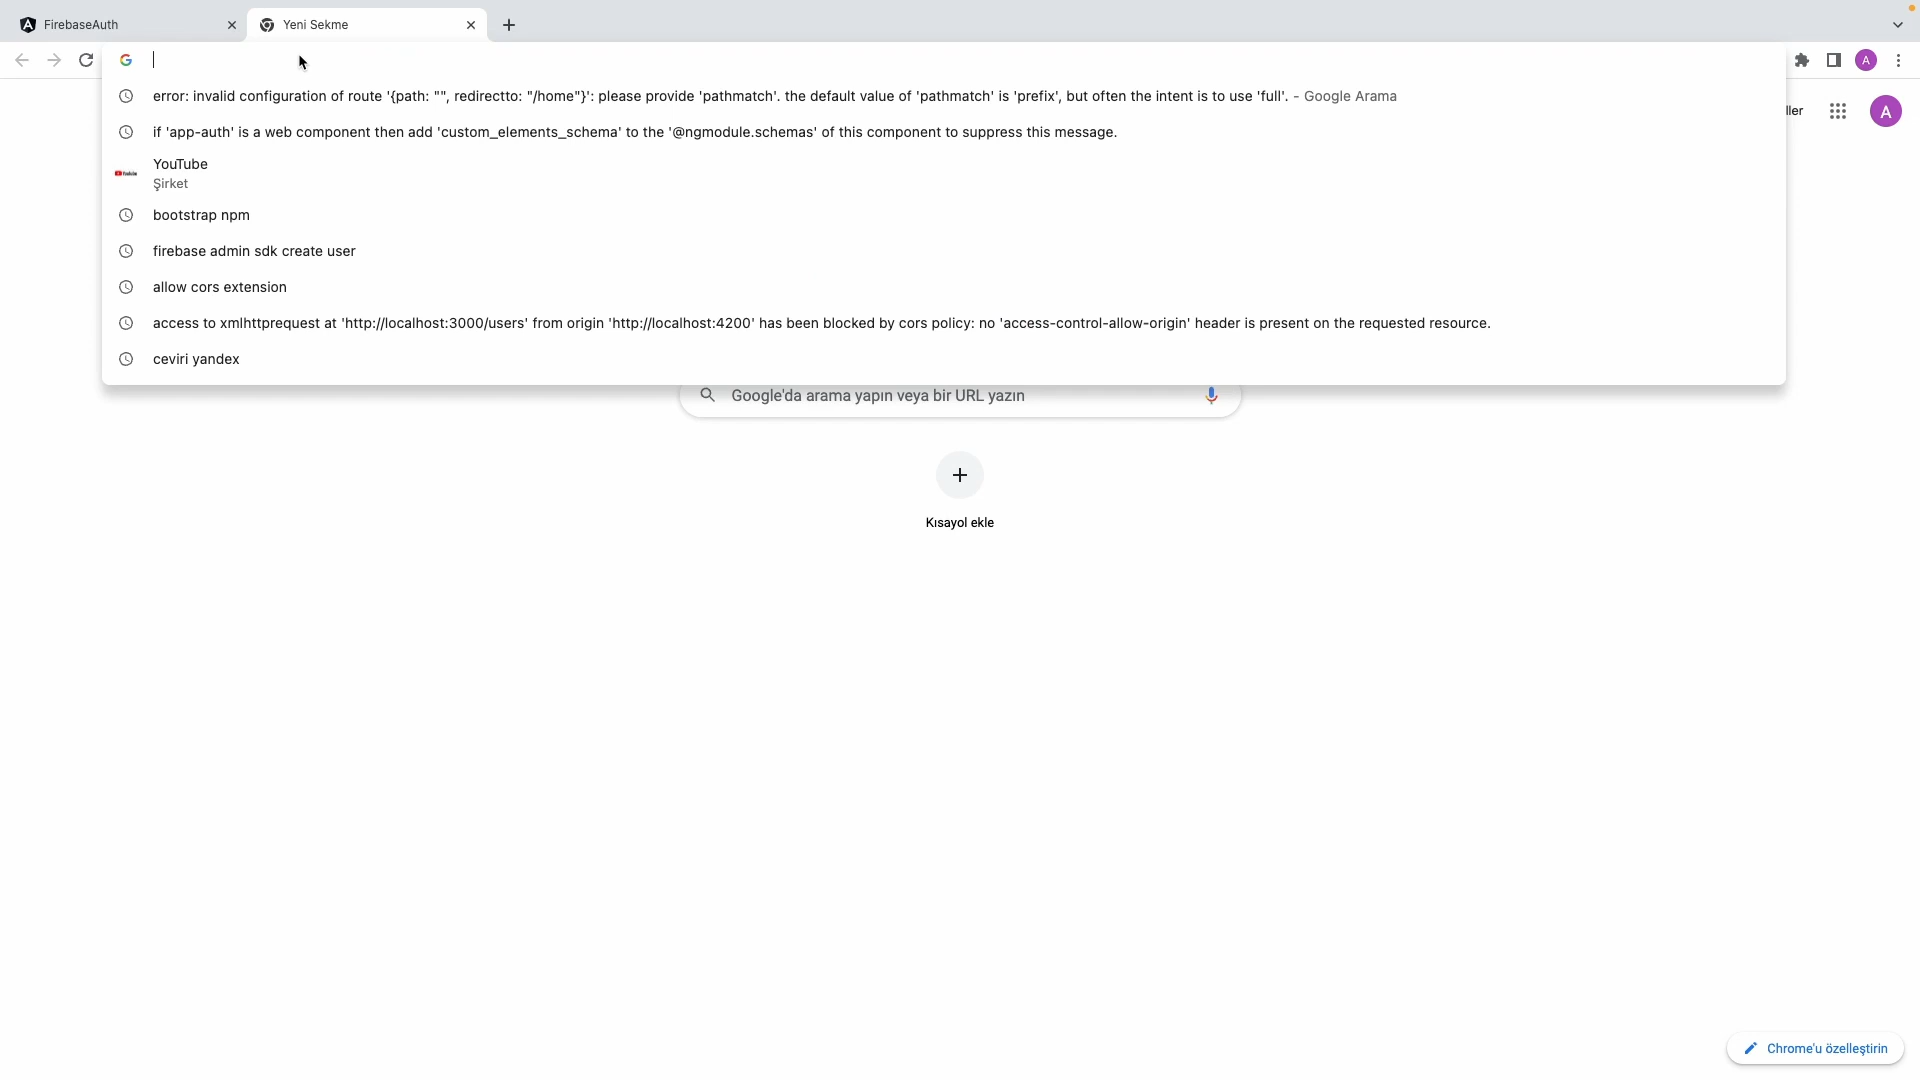 FirebaseAuth
Yeni Sekme
A
error: invalid configuration of route '{path: "", redirectto: "/home"}': please provide 'pathmatch'. the default value of 'pathmatch' is 'prefix', but often the intent is to use 'full'. - Google Arama
ller
A
if 'app-auth' is a web component then add 'custom_elements_schema' to the '@ngmodule.schemas' of this component to suppress this message.
YouTube
Şirket
bootstrap npm
firebase admin sdk create user
allow cors extension
access to xmlhttprequest at 'http://localhost:3000/users' from origin 'http://localhost:4200' has been blocked by cors policy: no 'access-control-allow-origin' header is present on the requested resource.
ceviri yandex
Google'da arama yapın veya bir URL yazın
Kısayol ekle
Chrome'u özelleştirin